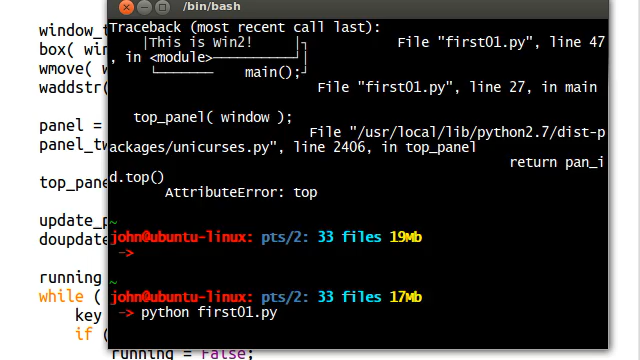 /bin/bash
window_t
box( win
wmove( w
waddstr(
panel =
panel_tw
top_pane
update_p
doupdate
running
while (
key
if (
running = False;
Traceback (most recent call last):
|This is Win2!      |┐           File "first01.py", line 47
, in <module>──────────┘|
└───────    main();┘
File "first01.py", line 27, in main
top_panel( window );
File "/usr/local/lib/python2.7/dist-p
ackages/unicurses.py", line 2406, in top_panel
return pan_i
d.top()
AttributeError: top
~
john@ubuntu-linux: pts/2: 33 files 19Mb
->
~
john@ubuntu-linux: pts/2: 33 files 17Mb
-> python first01.py